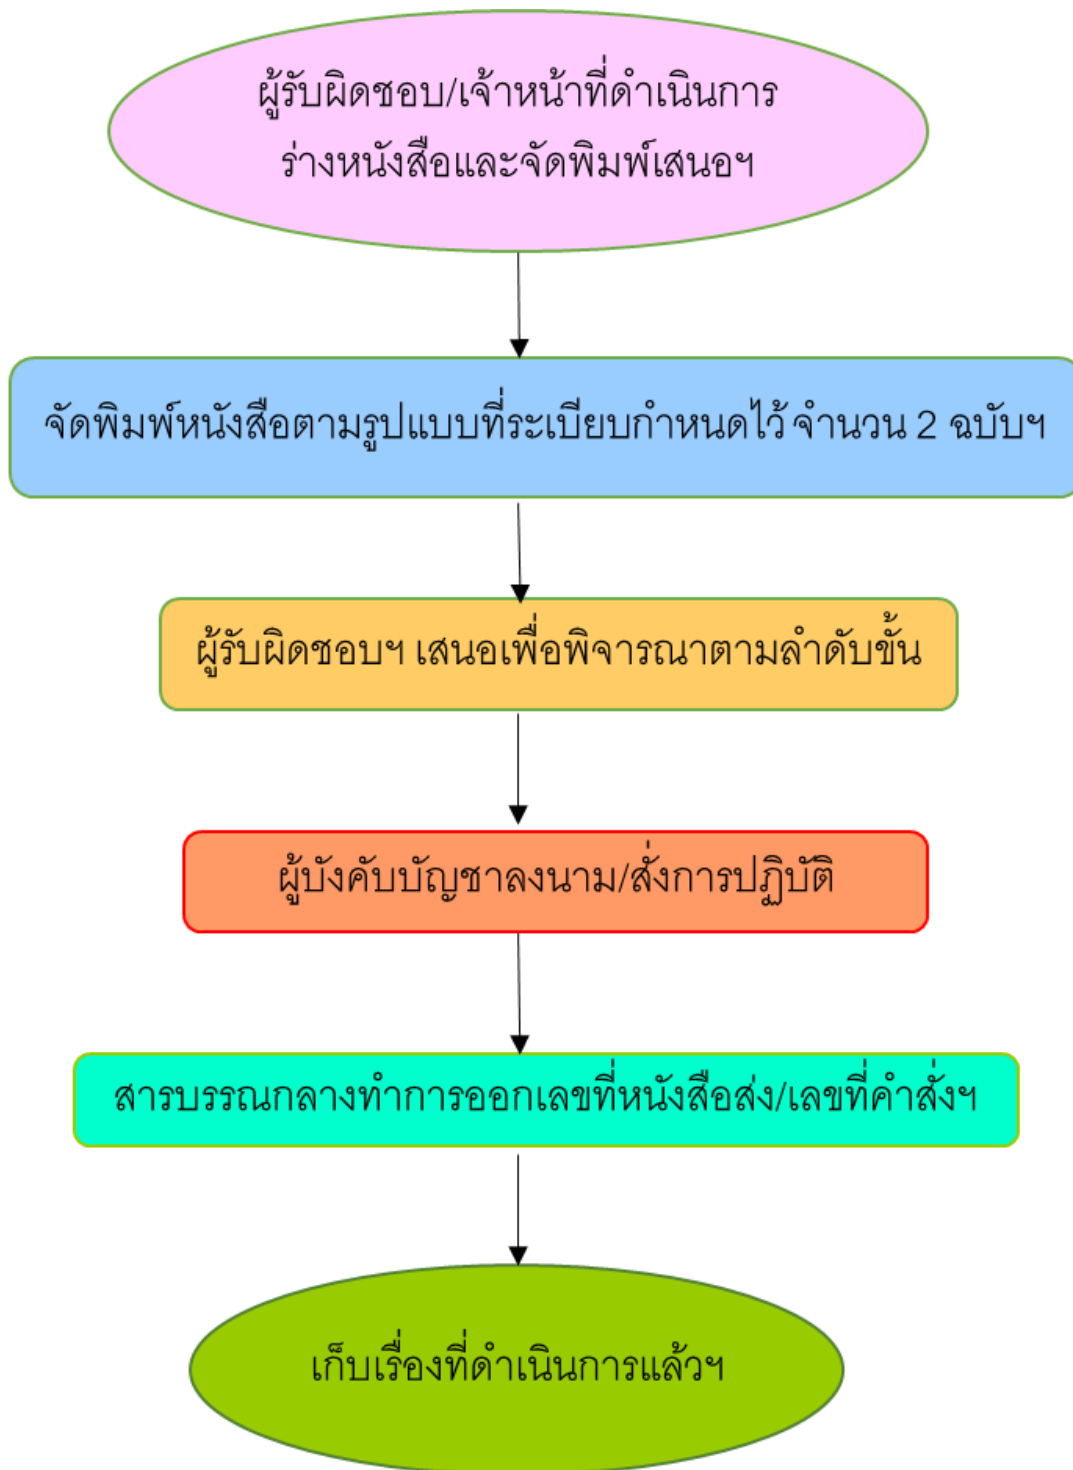 ผู้รับผิดชอบ/เจ้าหน้าที่ดำเนินการ
ร่างหนังสือและจัดพิมพ์เสนอฯ
จัดพิมพ์หนังสือตามรูปแบบที่ระเบียบกำหนดไว้ จำนวน 2 ฉบับฯ
ผู้รับผิดชอบฯ เสนอเพื่อพิจารณาตามลำดับขั้น
ผู้บังคับบัญชาลงนาม/สั่งการปฏิบัติ
สารบรรณกลางทำการออกเลขที่หนังสือส่ง/เลขที่คำสั่งฯ
เก็บเรื่องที่ดำเนินการแล้วฯ